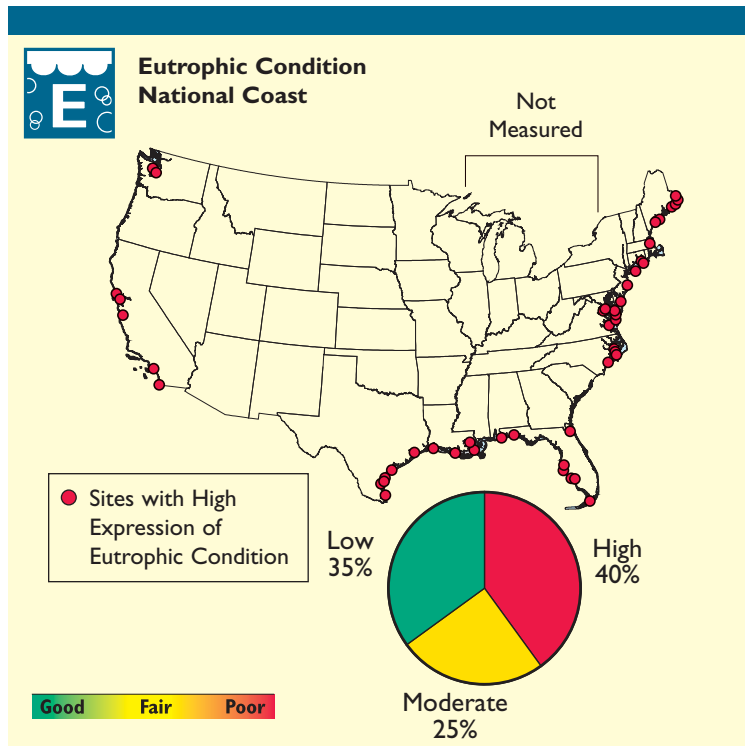 E
Eutrophic Condition
National Coast
Not
Measured
Sites with High
Expression of
Eutrophic Condition
Low
35%
High
40%
Moderate
25%
Good Fair Poor